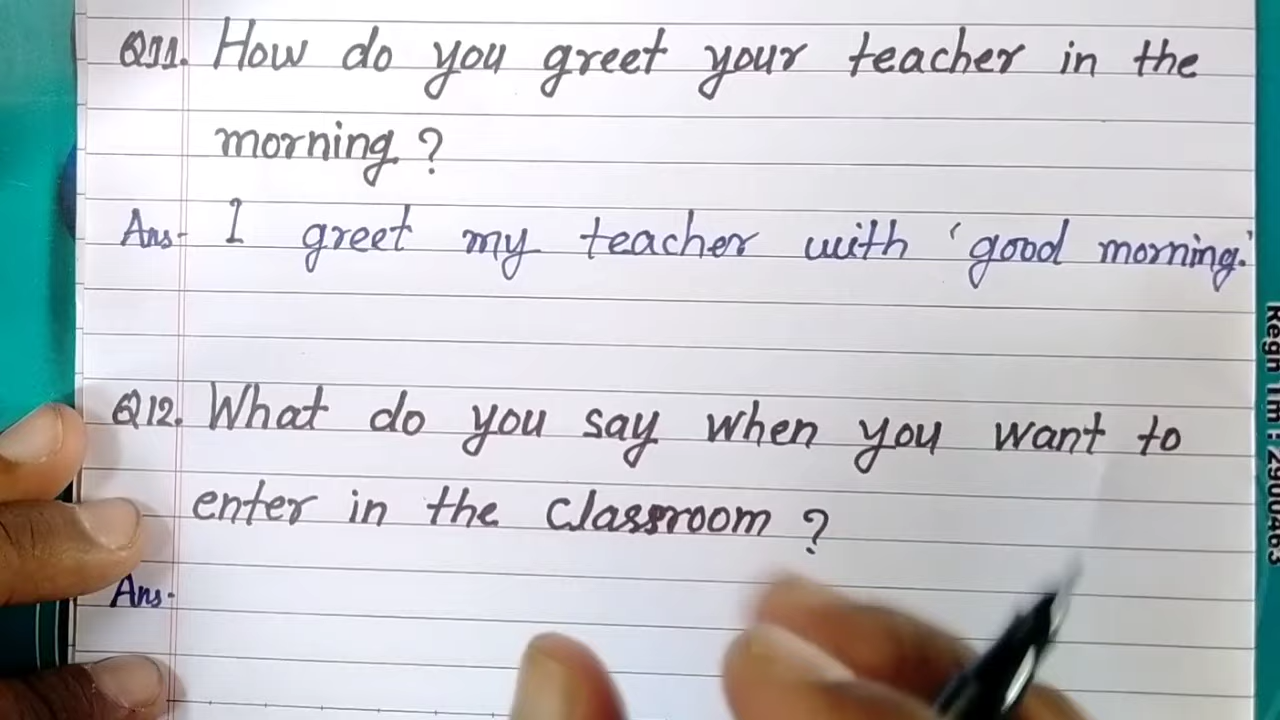 Q11. How do you greet your teacher in the
morning ?
Ans- I greet my teacher with 'good morning.'
Q12. What do you say when you want to
enter in the classroom ?
Ans-